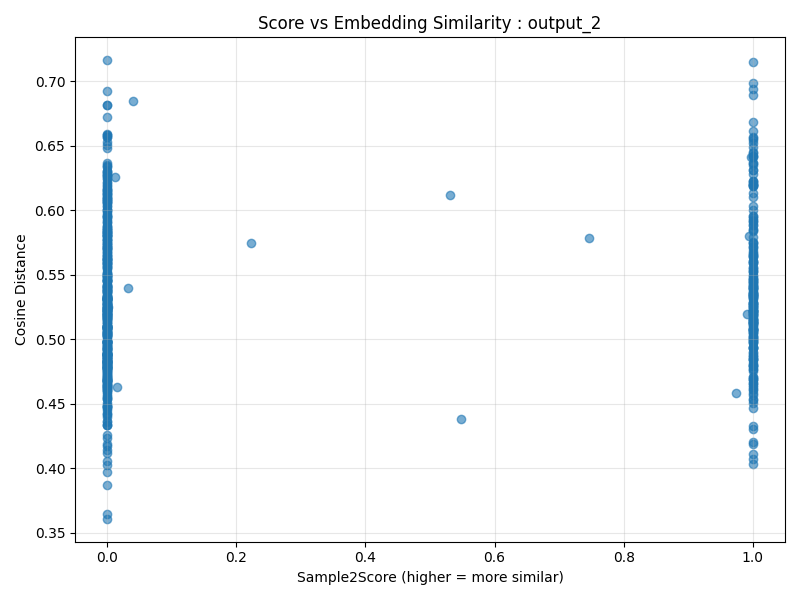 Score vs Embedding Similarity : output_2
Cosine Distance
0.70
0.65
0.60
0.55
0.50
0.45
0.40
0.35
0.0 0.2 0.4 0.6 0.8 1.0
Sample2Score (higher = more similar)